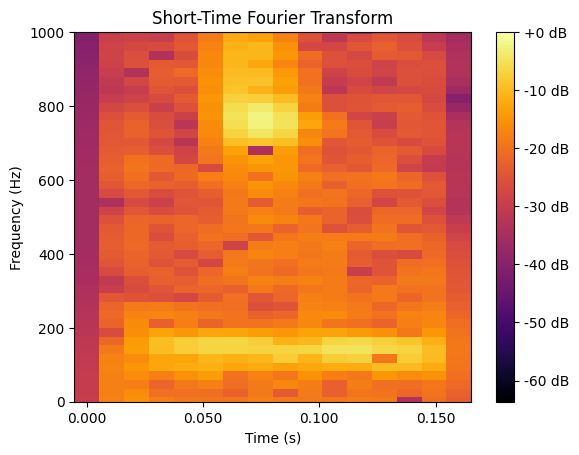 Short-Time Fourier Transform
1000
800
600
400
200
0
Frequency (Hz)
0.000
0.050
0.100
0.150
Time (s)
+0 dB
-10 dB
-20 dB
-30 dB
-40 dB
-50 dB
-60 dB